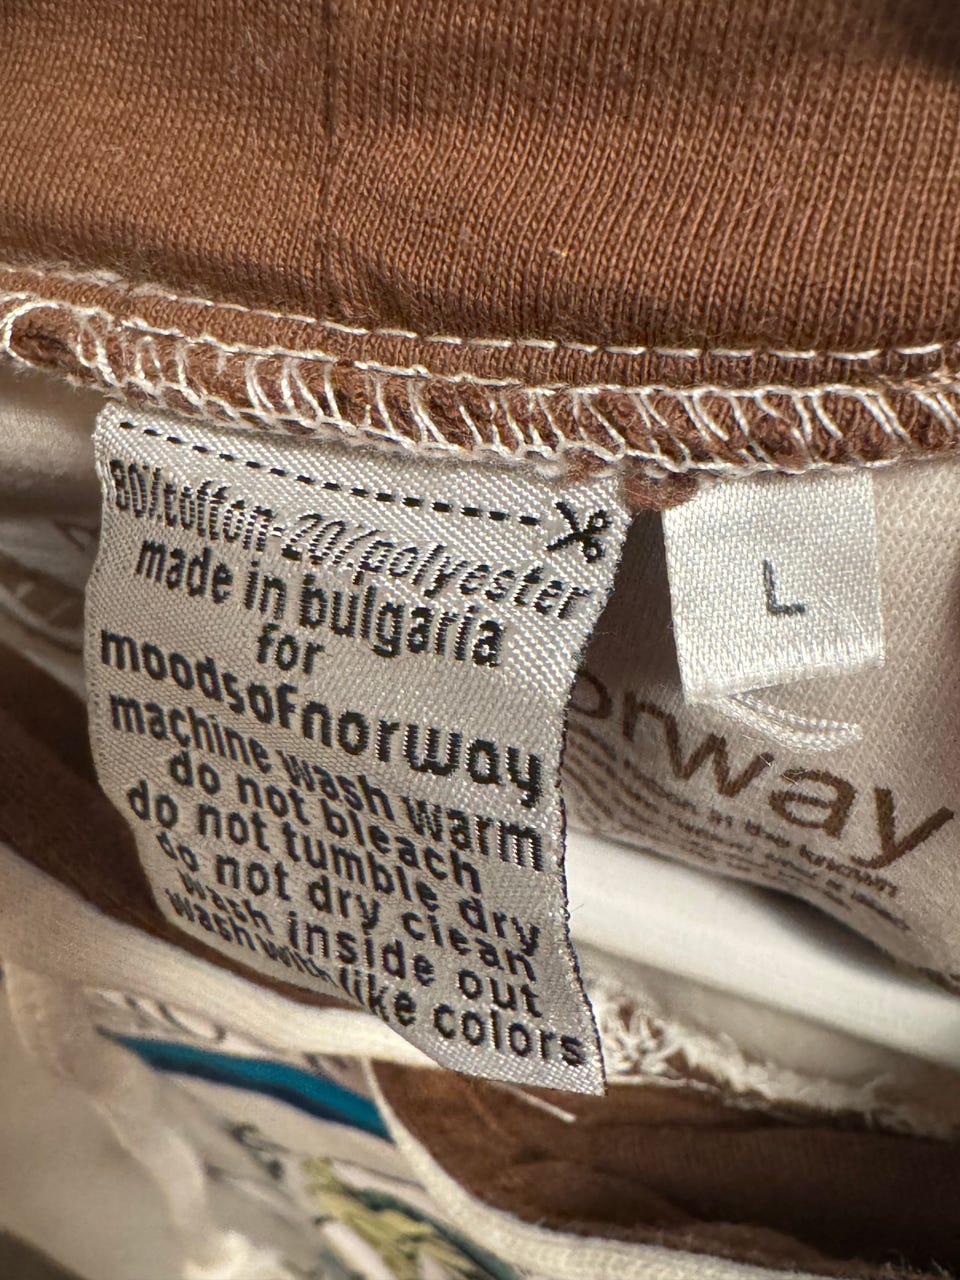 80% cotton-20% polyester
made in bulgaria
for
moodsofnorway
machine wash warm
do not bleach
do not tumble dry
do not dry clean
wash inside out
wash with like colors
L
orway